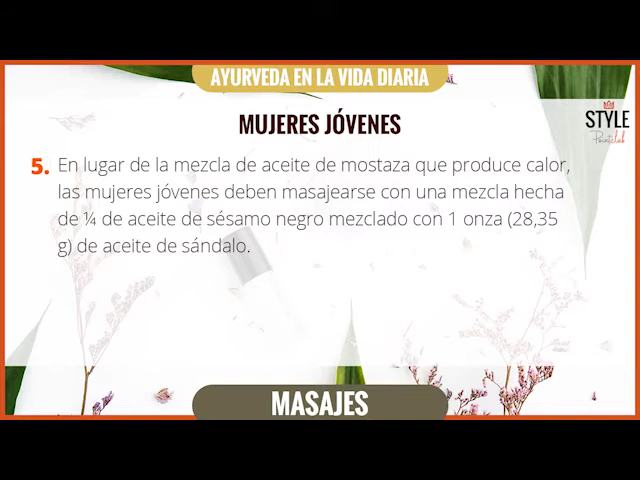 AYURVEDA EN LA VIDA DIARIA
MUJERES JÓVENES
STYLE
Pointclub
5. En lugar de la mezcla de aceite de mostaza que produce calor,
las mujeres jóvenes deben masajearse con una mezcla hecha
de ¼ de aceite de sésamo negro mezclado con 1 onza (28,35
g) de aceite de sándalo.
MASAJES